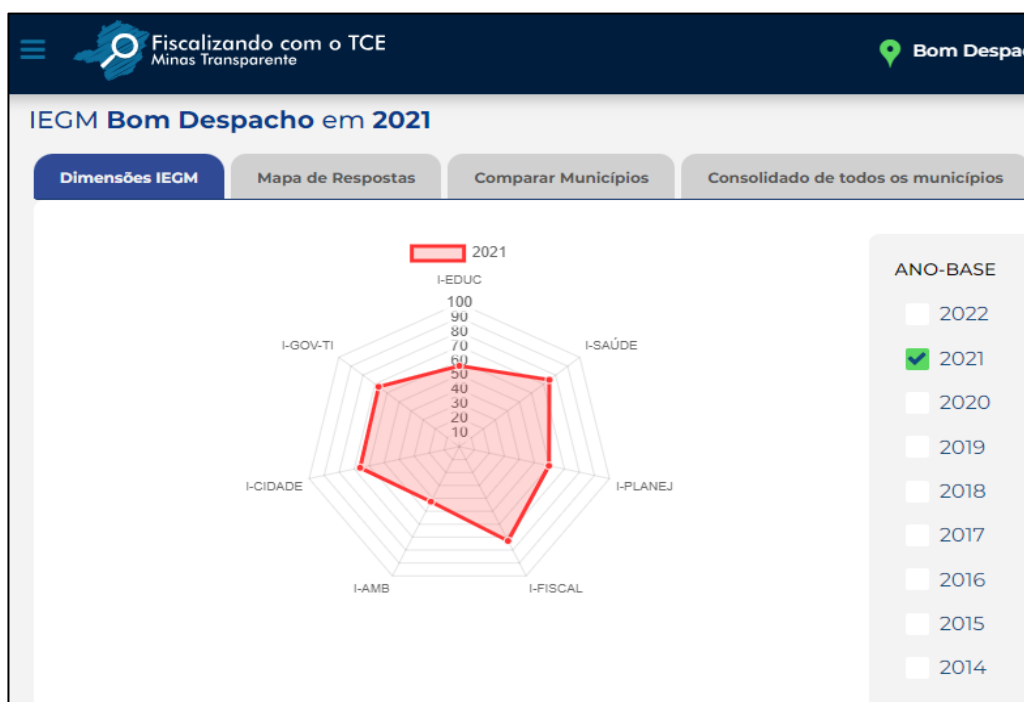 Fiscalizando com o TCE
Minas Transparente
Bom Despa
IEGM Bom Despacho em 2021
Dimensões IEGM
Mapa de Respostas
Comparar Municípios
Consolidado de todos os municípios
2021
I-EDUC
100
90
80
70
60
50
40
30
20
10
I-GOV-TI
I-SAÚDE
I-CIDADE
I-PLANEJ
I-AMB
I-FISCAL
ANO-BASE
2022
2021
2020
2019
2018
2017
2016
2015
2014